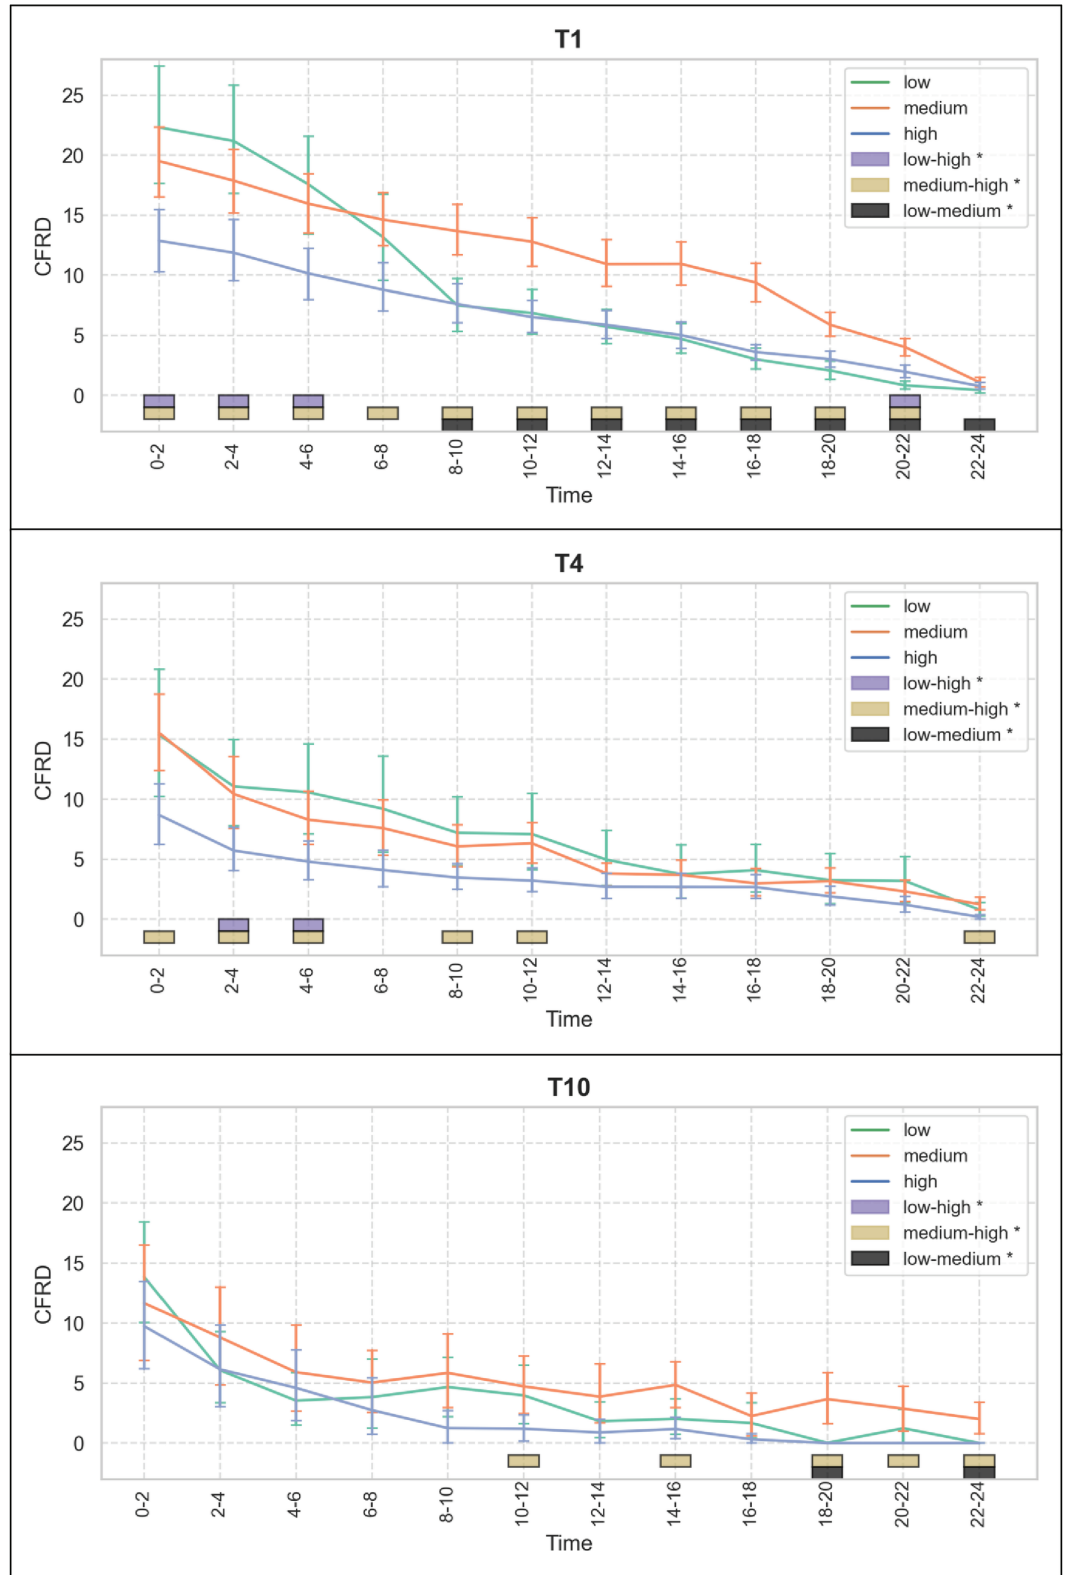 T1
25
20
15
10
5
0
CFRD
low
medium
high
low-high *
medium-high *
low-medium *
0-2
2-4
4-6
6-8
8-10
10-12
12-14
14-16
16-18
18-20
20-22
22-24
Time
T4
25
20
15
10
5
0
CFRD
low
medium
high
low-high *
medium-high *
low-medium *
0-2
2-4
4-6
6-8
8-10
10-12
12-14
14-16
16-18
18-20
20-22
22-24
Time
T10
25
20
15
10
5
0
CFRD
low
medium
high
low-high *
medium-high *
low-medium *
0-2
2-4
4-6
6-8
8-10
10-12
12-14
14-16
16-18
18-20
20-22
22-24
Time